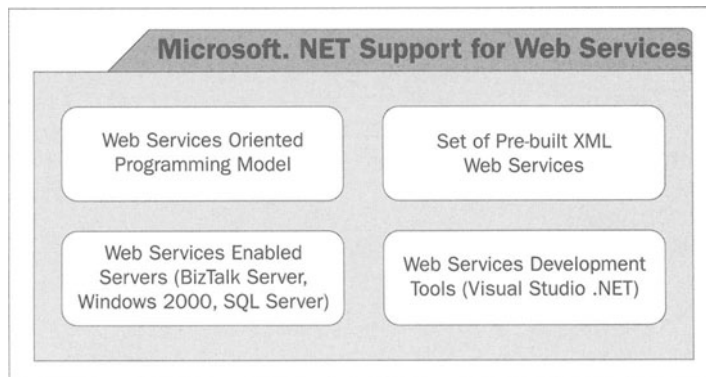 Microsoft. NET Support for Web Services
Web Services Oriented
Programming Model
Set of Pre-built XML
Web Services
Web Services Enabled
Servers (BizTalk Server,
Windows 2000, SQL Server)
Web Services Development
Tools (Visual Studio .NET)